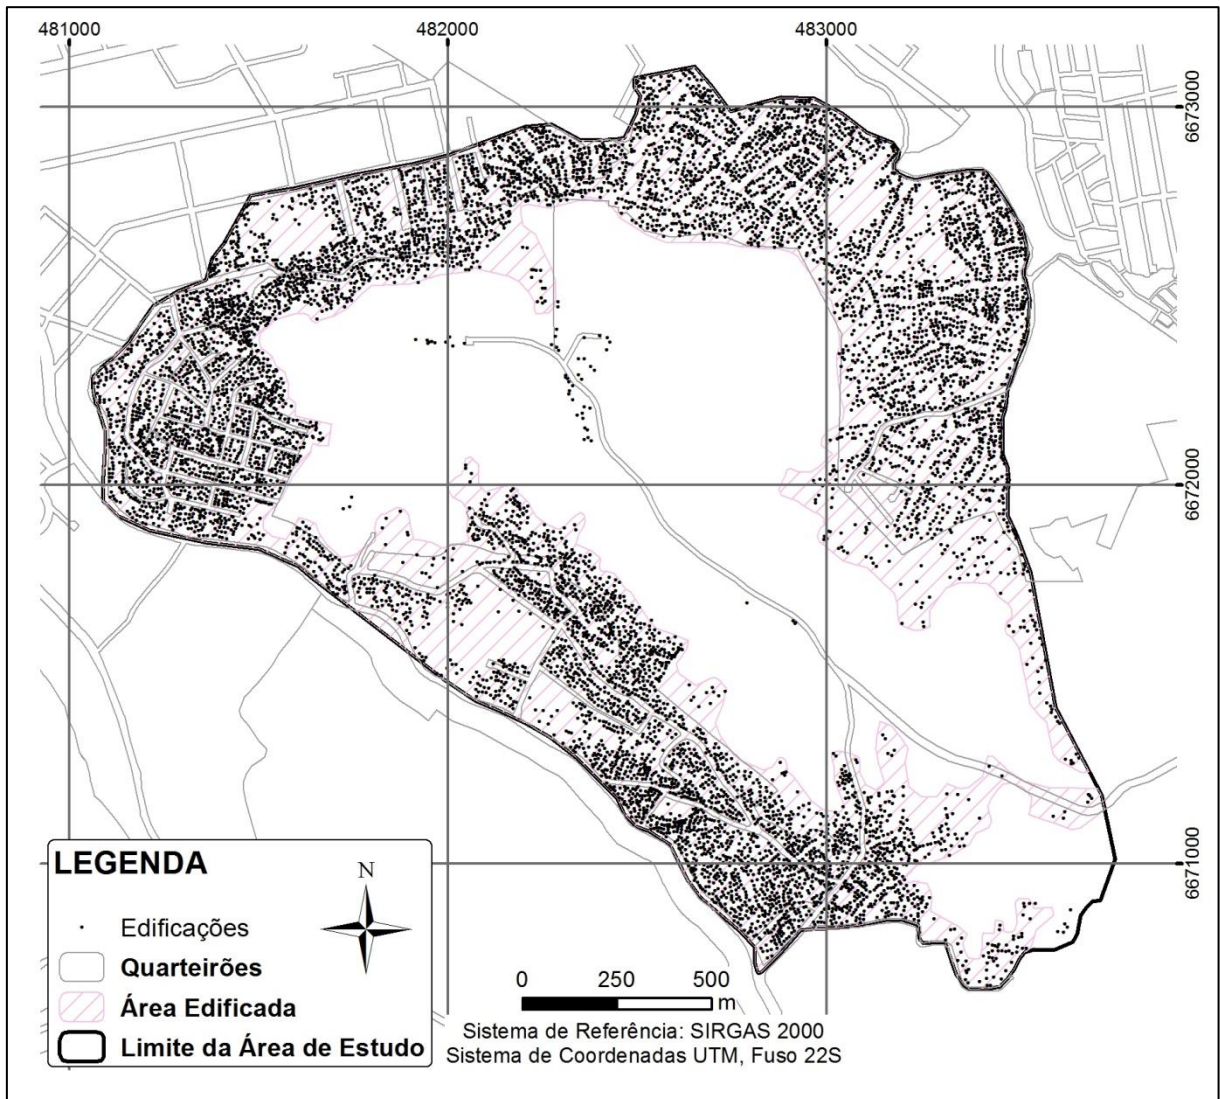 481000 482000 483000
6673000
6672000
6671000
LEGENDA
N
Edificações
Quarteirões
Área Edificada
Limite da Área de Estudo
0 250 500
m
Sistema de Referência: SIRGAS 2000
Sistema de Coordenadas UTM, Fuso 22S